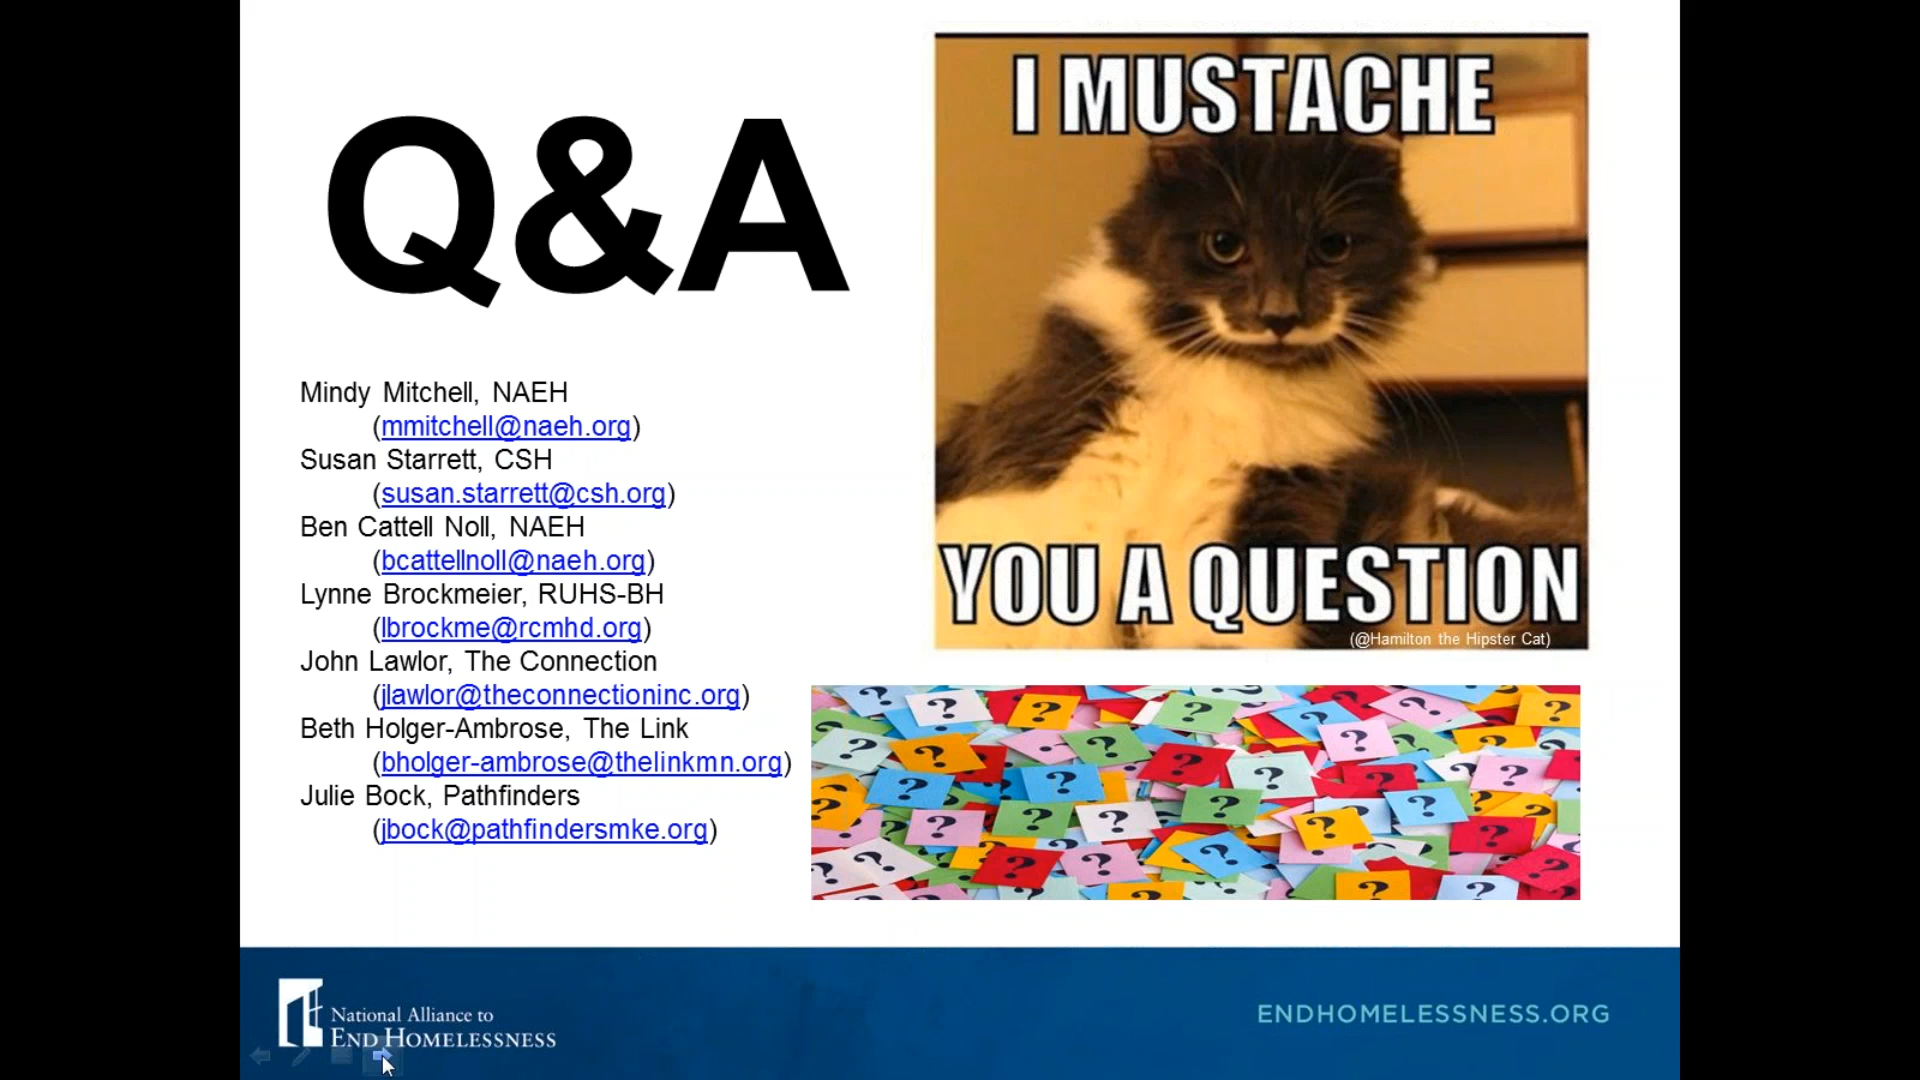 Q&A
Mindy Mitchell, NAEH
(mmitchell@naeh.org)
Susan Starrett, CSH
(susan.starrett@csh.org)
Ben Cattell Noll, NAEH
(bcattellnoll@naeh.org)
Lynne Brockmeier, RUHS-BH
(lbrockme@rcmhd.org)
John Lawlor, The Connection
(jlawlor@theconnectioninc.org)
Beth Holger-Ambrose, The Link
(bholger-ambrose@thelinkmn.org)
Julie Bock, Pathfinders
(jbock@pathfindersmke.org)
I MUSTACHE
YOU A QUESTION
(@Hamilton the Hipster Cat)
National Alliance to
END HOMELESSNESS
ENDHOMELESSNESS.ORG